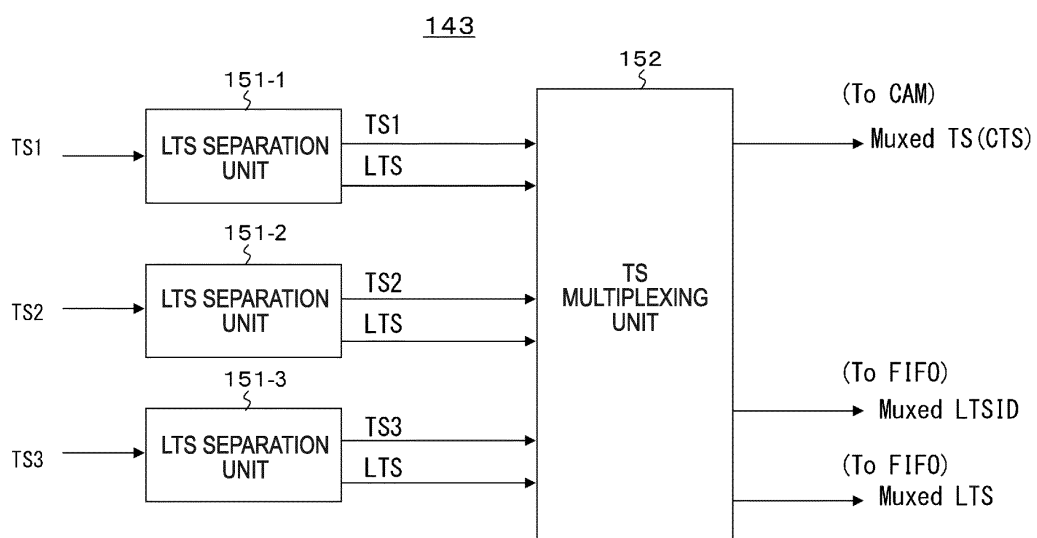 143
151-1
152
(To CAM)
TS1
LTS SEPARATION
UNIT
TS1
LTS
Muxed TS(CTS)
151-2
TS2
LTS SEPARATION
UNIT
TS2
LTS
TS
MULTIPLEXING
UNIT
151-3
(To FIFO)
Muxed LTSID
TS3
LTS SEPARATION
UNIT
TS3
LTS
(To FIFO)
Muxed LTS